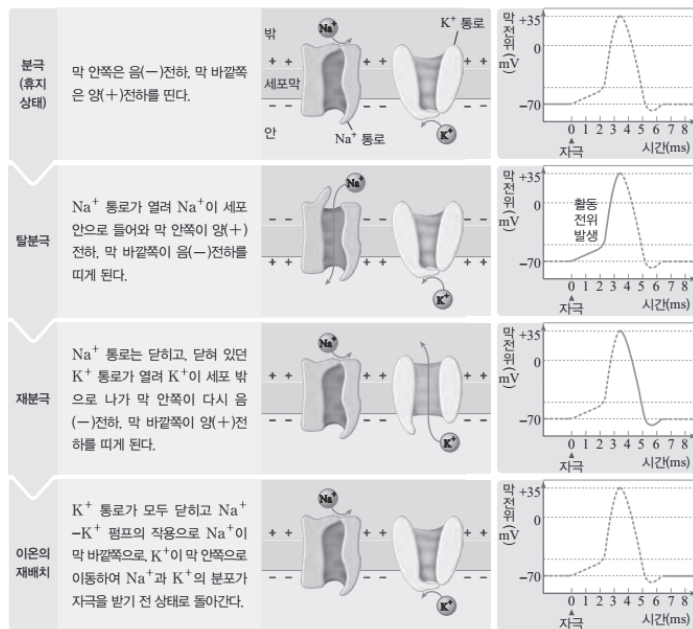 분극
(휴지
상태)
막 안쪽은 음(-)전하, 막 바깥쪽
은 양(+)전하를 띤다.
밖
세포막
안
Na⁺
K⁺ 통로
+ + + + + +
- - - - - -
Na⁺ 통로
K⁺
막전위(mV)
+35
0
-70
0 1 2 3 4 5 6 7 8
자극
시간(ms)
탈분극
Na⁺ 통로가 열려 Na⁺이 세포
안으로 들어와 막 안쪽이 양(+)
전하, 막 바깥쪽이 음(-)전하를
띠게 된다.
Na⁺
- - - - - -
+ + + + + +
K⁺
막전위(mV)
+35
0
-70
활동
전위
발생
0 1 2 3 4 5 6 7 8
자극
시간(ms)
재분극
Na⁺ 통로는 닫히고, 닫혀 있던
K⁺ 통로가 열려 K⁺이 세포 밖
으로 나가 막 안쪽이 다시 음
(-)전하, 막 바깥쪽이 양(+)전
하를 띠게 된다.
Na⁺
+ + + + + +
- - - - - -
K⁺
막전위(mV)
+35
0
-70
0 1 2 3 4 5 6 7 8
자극
시간(ms)
이온의
재배치
K⁺ 통로가 모두 닫히고 Na⁺
-K⁺ 펌프의 작용으로 Na⁺이
막 바깥쪽으로, K⁺이 막 안쪽으로
이동하여 Na⁺과 K⁺의 분포가
자극을 받기 전 상태로 돌아간다.
Na⁺
+ + + + + +
- - - - - -
K⁺
막전위(mV)
+35
0
-70
0 1 2 3 4 5 6 7 8
자극
시간(ms)